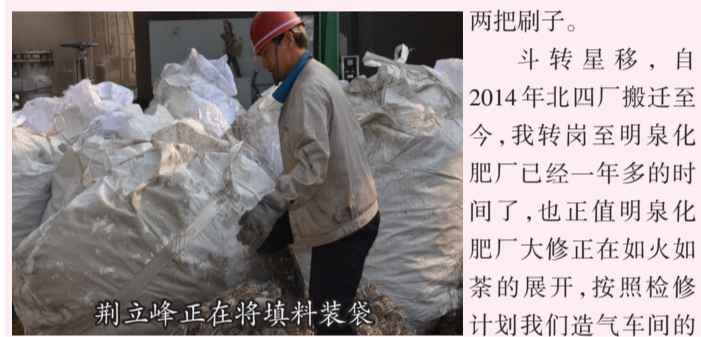 荆立峰正在将填料装袋
两把刷子。
斗转星移，自
2014年北四厂搬迁至
今，我转岗至明泉化
肥厂已经一年多的时
间了，也正值明泉化
肥厂大修正在如火如
荼的展开，按照检修
计划我们造气车间的